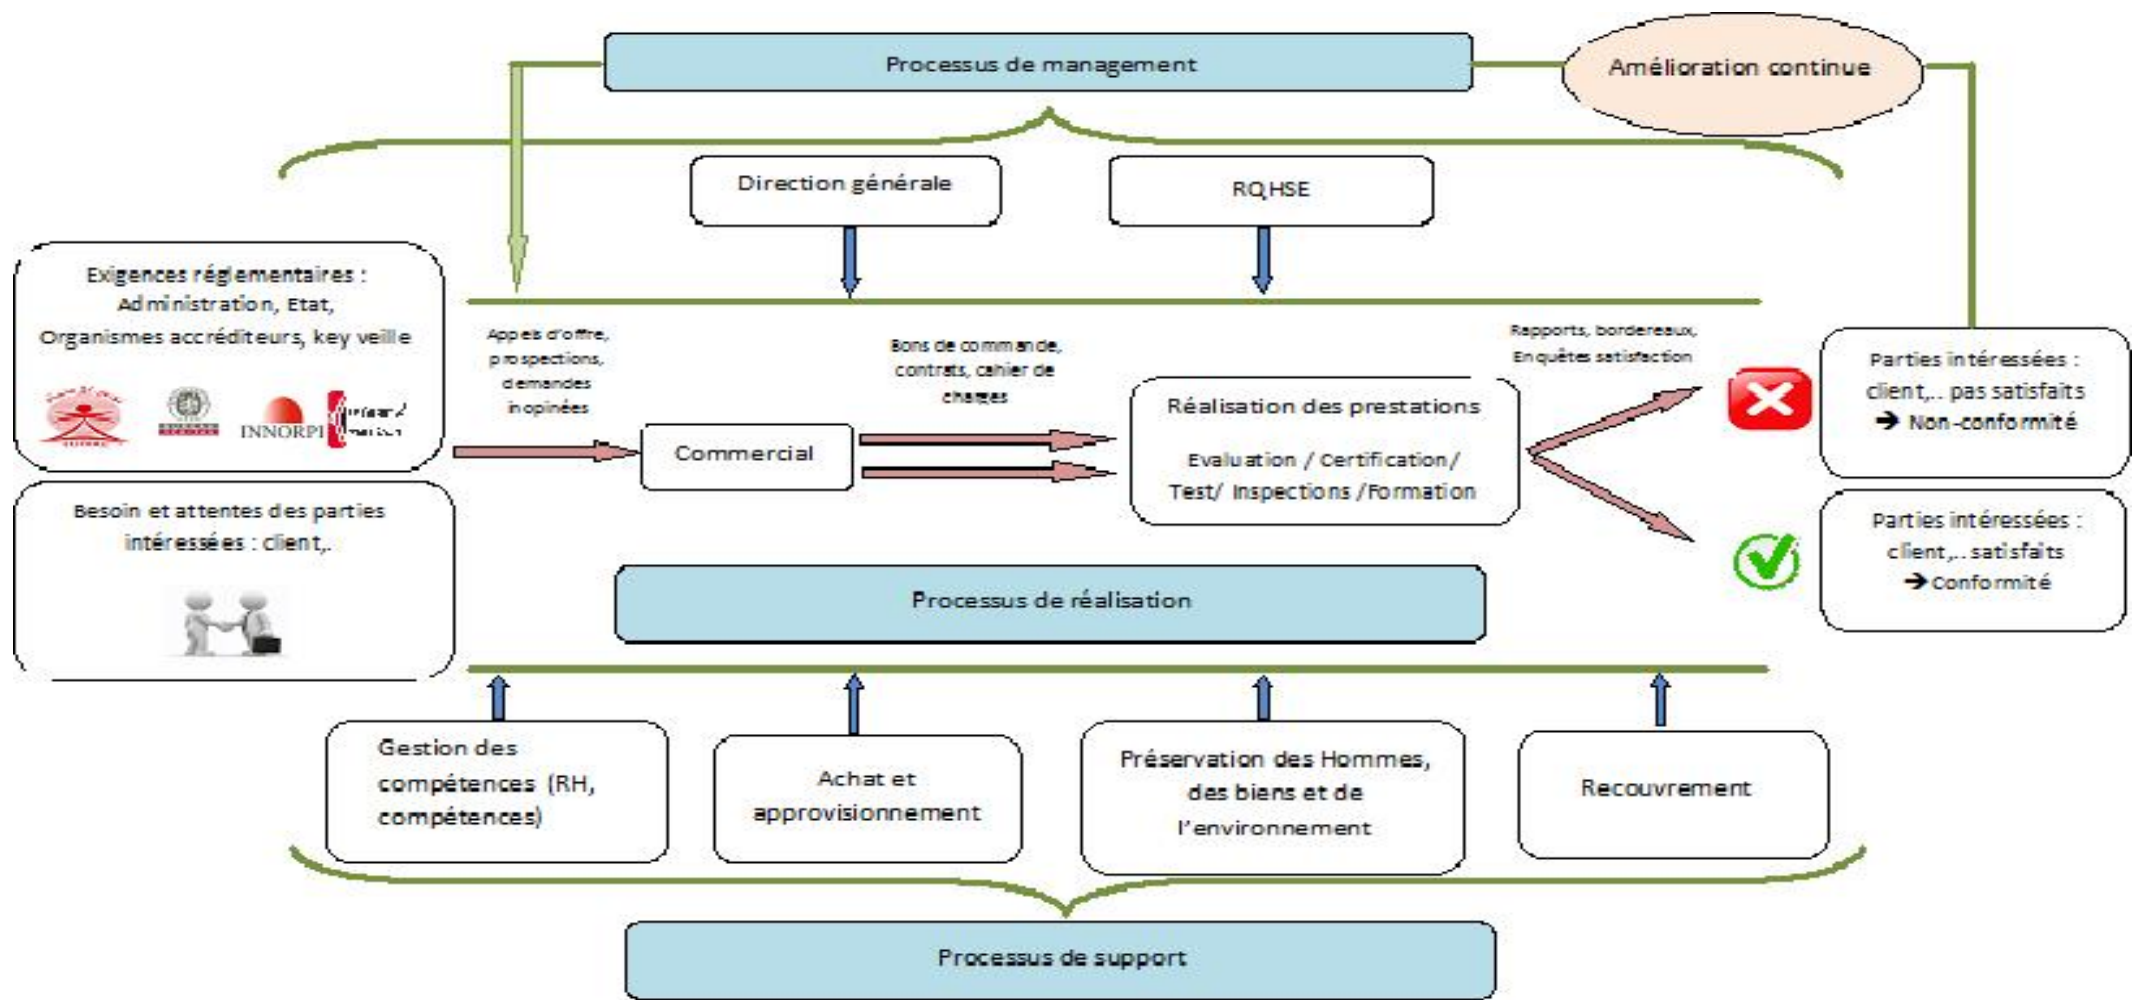 Processus de management
Amélioration continue
Direction générale
RQHSE
Exigences réglementaires :
Administration, Etat,
Organismes accréditeurs, key veille
INNORPI
Besoin et attentes des parties
intéressées : client,.
Appels d'offre,
prospections,
demandes
inopinées
Commercial
Bons de commande,
contrats, cahier de
charges
Réalisation des prestations
Evaluation / Certification/
Test/ Inspections /Formation
Rapports, bordereaux,
Enquêtes satisfaction
Parties intéressées :
client,.. pas satisfaits
➔ Non-conformité
Parties intéressées :
client,.. satisfaits
➔ Conformité
Processus de réalisation
Gestion des
compétences (RH,
compétences)
Achat et
approvisionnement
Préservation des Hommes,
des biens et de
l'environnement
Recouvrement
Processus de support